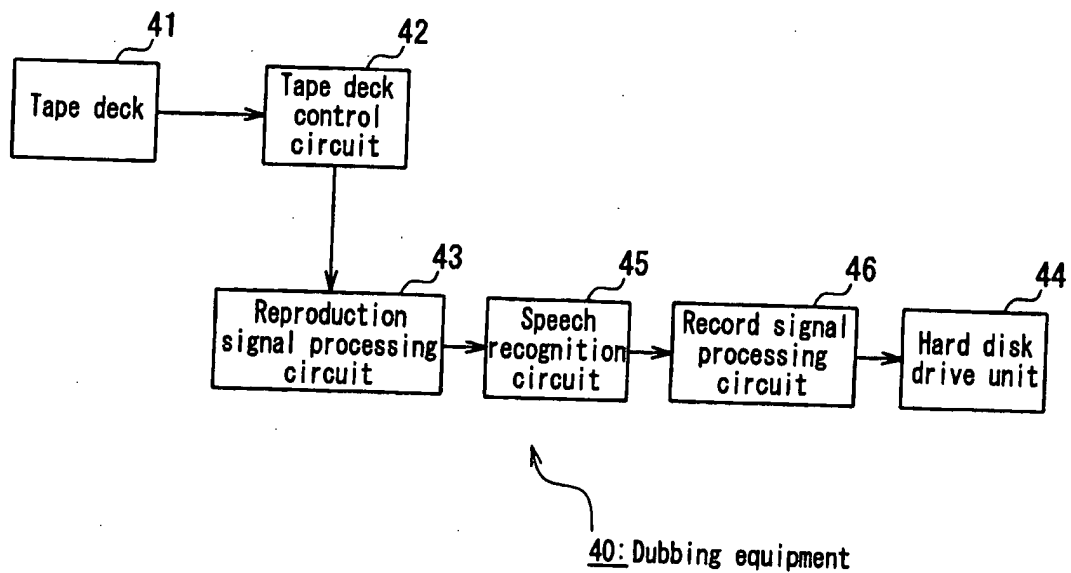 41
Tape deck
42
Tape deck
control
circuit
43
Reproduction
signal processing
circuit
45
Speech
recognition
circuit
46
Record signal
processing
circuit
44
Hard disk
drive unit
40: Dubbing equipment